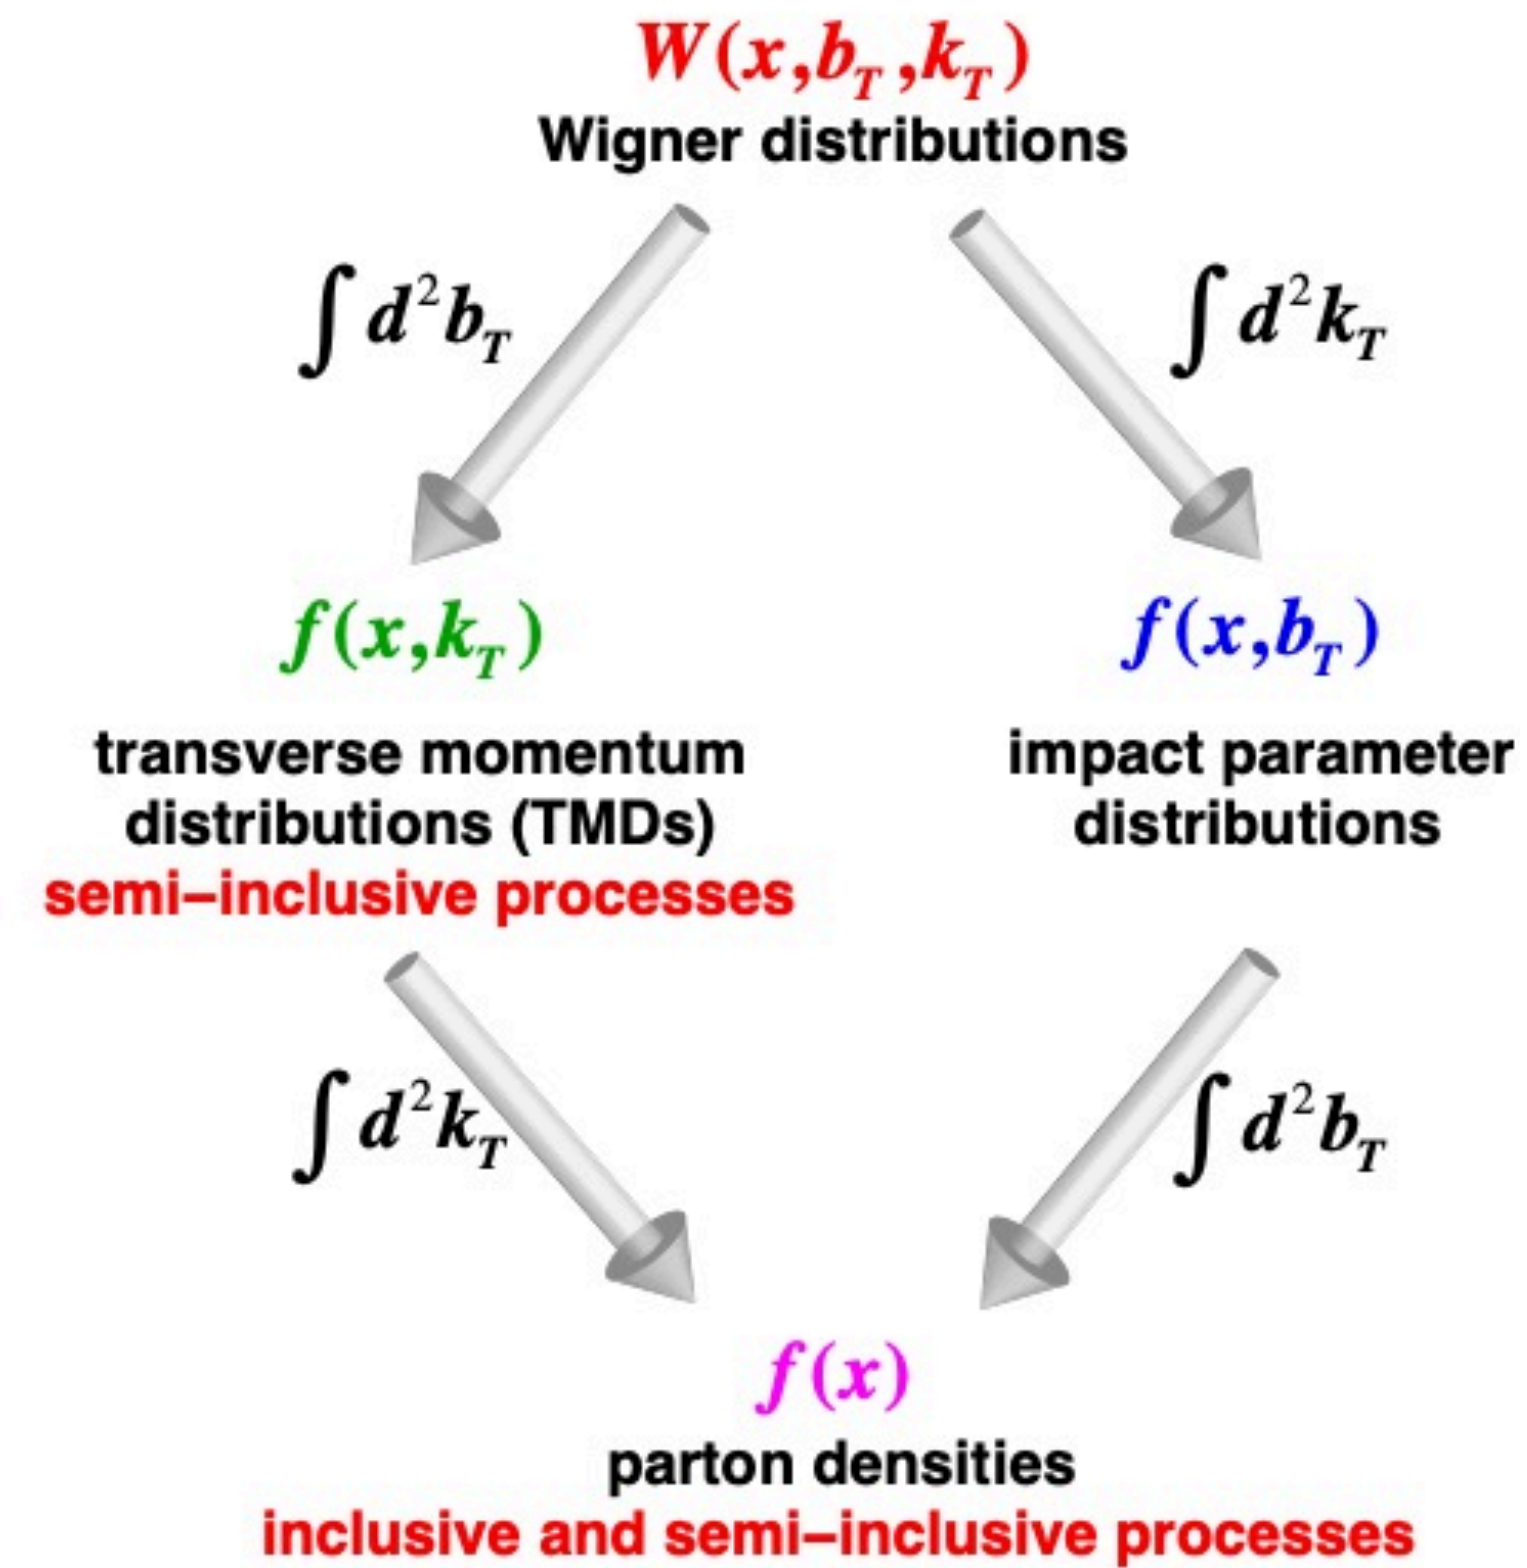 W(x,b_T,k_T)
Wigner distributions
∫d²b_T
∫d²k_T
f(x,k_T)
f(x,b_T)
transverse momentum
distributions (TMDs)
semi–inclusive processes
impact parameter
distributions
∫d²k_T
∫d²b_T
f(x)
parton densities
inclusive and semi–inclusive processes